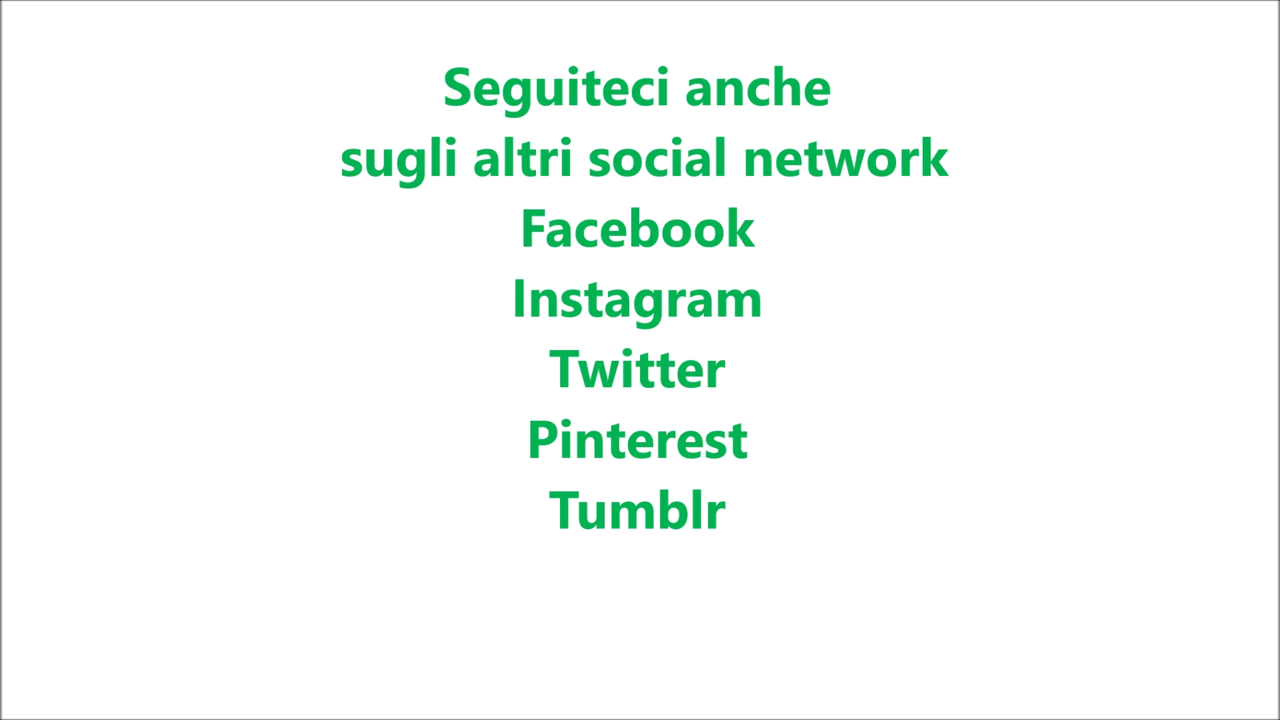 Seguiteci anche
sugli altri social network
Facebook
Instagram
Twitter
Pinterest
Tumblr